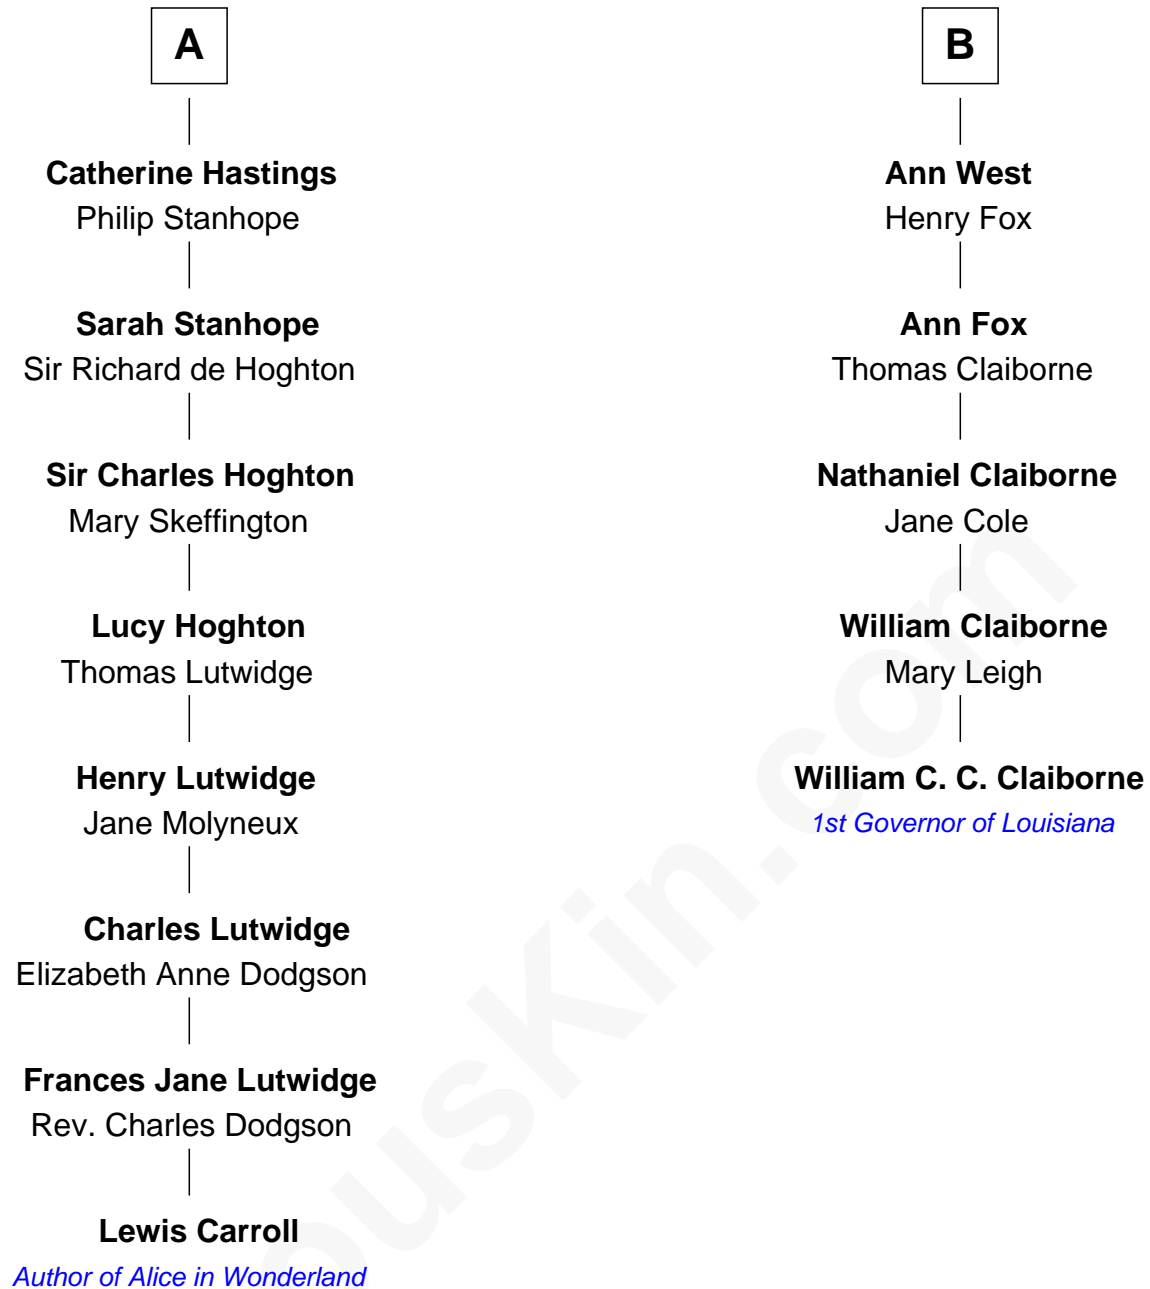 A
Catherine Hastings
Philip Stanhope
Sarah Stanhope
Sir Richard de Hoghton
Sir Charles Hoghton
Mary Skeffington
Lucy Hoghton
Thomas Lutwidge
Henry Lutwidge
Jane Molyneux
Charles Lutwidge
Elizabeth Anne Dodgson
Frances Jane Lutwidge
Rev. Charles Dodgson
Lewis Carroll
Author of Alice in Wonderland
B
Ann West
Henry Fox
Ann Fox
Thomas Claiborne
Nathaniel Claiborne
Jane Cole
William Claiborne
Mary Leigh
William C. C. Claiborne
1st Governor of Louisiana
ousKin.com